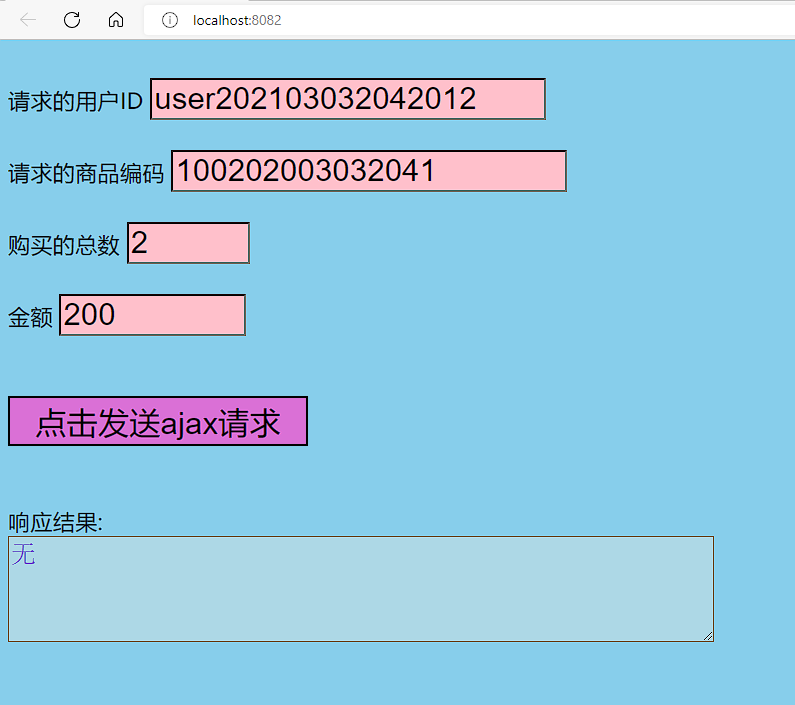 localhost:8082
请求的用户ID user202103032042012
请求的商品编码 100202003032041
购买的总数 2
金额 200
点击发送ajax请求
响应结果:
无